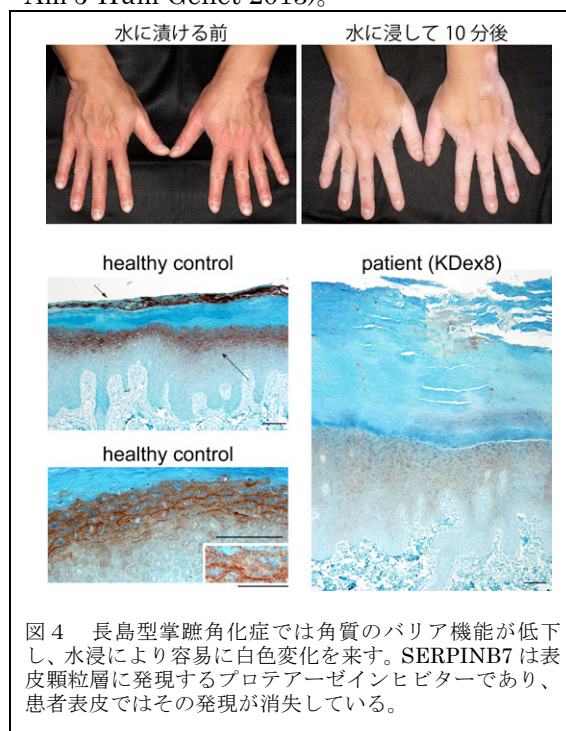 Am J Hum Genet 2013)。
水に漬ける前
水に浸して 10 分後
healthy control
patient (KDex8)
healthy control
図４　長島型掌蹠角化症では角質のバリア機能が低下
し、水浸により容易に白色変化を来す。SERPINB7 は表
皮顆粒層に発現するプロテアーゼインヒビターであり、
患者表皮ではその発現が消失している。